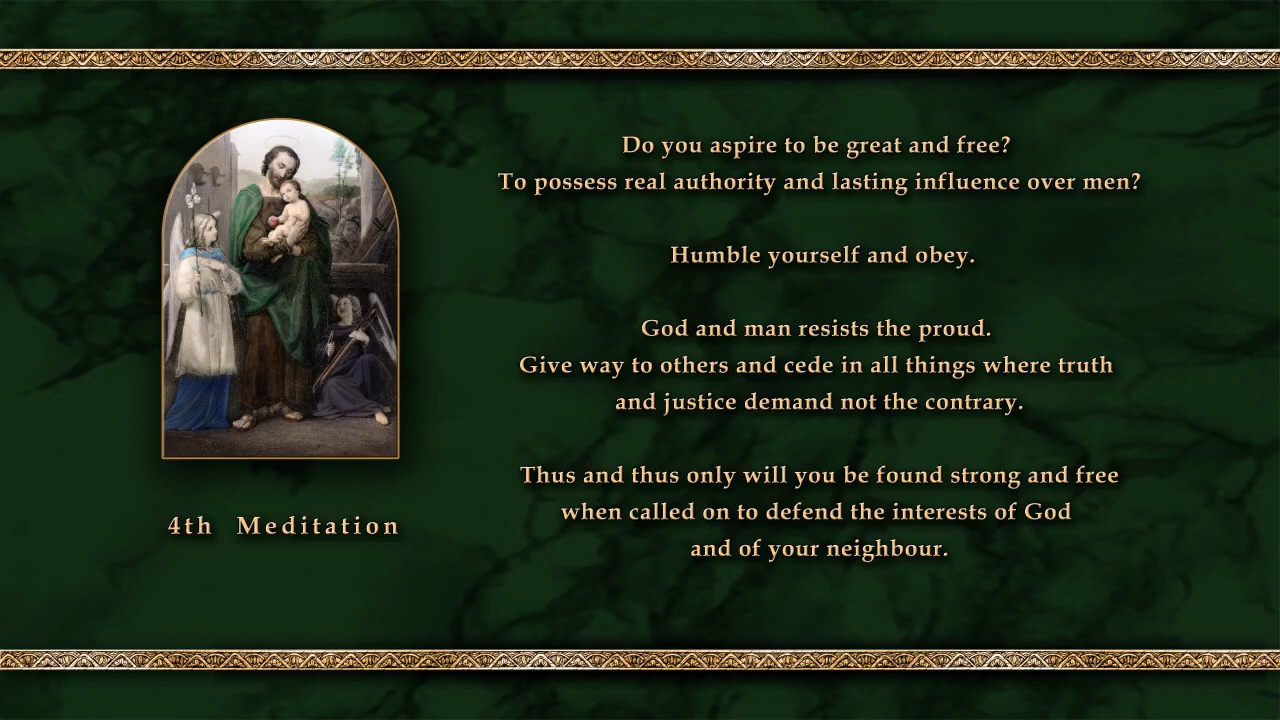 Do you aspire to be great and free?
To possess real authority and lasting influence over men?
Humble yourself and obey.
God and man resists the proud.
Give way to others and cede in all things where truth
and justice demand not the contrary.
Thus and thus only will you be found strong and free
when called on to defend the interests of God
and of your neighbour.
4th Meditation